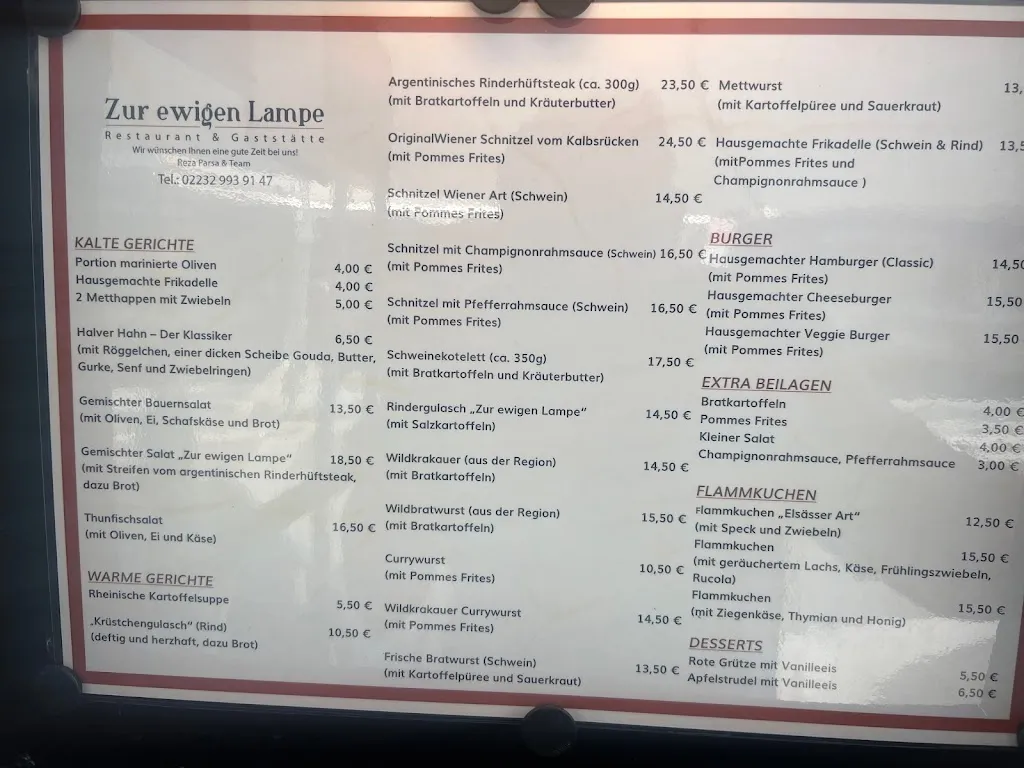 Zur ewigen Lampe
Restaurant & Gaststätte
Wir wünschen Ihnen eine gute Zeit bei uns!
Reza Parsa & Team
Tel.: 02232 993 91 47
KALTE GERICHTE
Portion marinierte Oliven 4,00 €
Hausgemachte Frikadelle 4,00 €
2 Metthappen mit Zwiebeln 5,00 €
Halver Hahn – Der Klassiker 6,50 €
(mit Röggelchen, einer dicken Scheibe Gouda, Butter,
Gurke, Senf und Zwiebelringen)
Gemischter Bauernsalat 13,50 €
(mit Oliven, Ei, Schafskäse und Brot)
Gemischter Salat „Zur ewigen Lampe“ 18,50 €
(mit Streifen vom argentinischen Rinderhüftsteak,
dazu Brot)
Thunfischsalat 16,50 €
(mit Oliven, Ei und Käse)
WARME GERICHTE
Rheinische Kartoffelsuppe 5,50 €
„Krüstchengulasch“ (Rind) 10,50 €
(deftig und herzhaft, dazu Brot)
Argentinisches Rinderhüftsteak (ca. 300g) 23,50 €
(mit Bratkartoffeln und Kräuterbutter)
OriginalWiener Schnitzel vom Kalbsrücken 24,50 €
(mit Pommes Frites)
Schnitzel Wiener Art (Schwein) 14,50 €
(mit Pommes Frites)
Schnitzel mit Champignonrahmsauce (Schwein) 16,50 €
(mit Pommes Frites)
Schnitzel mit Pfefferrahmsauce (Schwein) 16,50 €
(mit Pommes Frites)
Schweinekotelett (ca. 350g) 17,50 €
(mit Bratkartoffeln und Kräuterbutter)
Rindergulasch „Zur ewigen Lampe“ 14,50 €
(mit Salzkartoffeln)
Wildkrakauer (aus der Region) 14,50 €
(mit Bratkartoffeln)
Wildbratwurst (aus der Region) 15,50 €
(mit Bratkartoffeln)
Currywurst 10,50 €
(mit Pommes Frites)
Wildkrakauer Currywurst 14,50 €
(mit Pommes Frites)
Frische Bratwurst (Schwein) 13,50 €
(mit Kartoffelpüree und Sauerkraut)
Mettwurst 13,
(mit Kartoffelpüree und Sauerkraut)
Hausgemachte Frikadelle (Schwein & Rind) 13,5
(mitPommes Frites und
Champignonrahmsauce )
BURGER
Hausgemachter Hamburger (Classic) 14,50
(mit Pommes Frites)
Hausgemachter Cheeseburger 15,50
(mit Pommes Frites)
Hausgemachter Veggie Burger 15,50
(mit Pommes Frites)
EXTRA BEILAGEN
Bratkartoffeln 4,00 €
Pommes Frites 3,50 €
Kleiner Salat 4,00 €
Champignonrahmsauce, Pfefferrahmsauce 3,00 €
FLAMMKUCHEN
Flammkuchen „Elsässer Art“ 12,50 €
(mit Speck und Zwiebeln)
Flammkuchen 15,50 €
(mit geräuchertem Lachs, Käse, Frühlingszwiebeln,
Rucola)
Flammkuchen 15,50 €
(mit Ziegenkäse, Thymian und Honig)
DESSERTS
Rote Grütze mit Vanilleeis 5,50 €
Apfelstrudel mit Vanilleeis 6,50 €